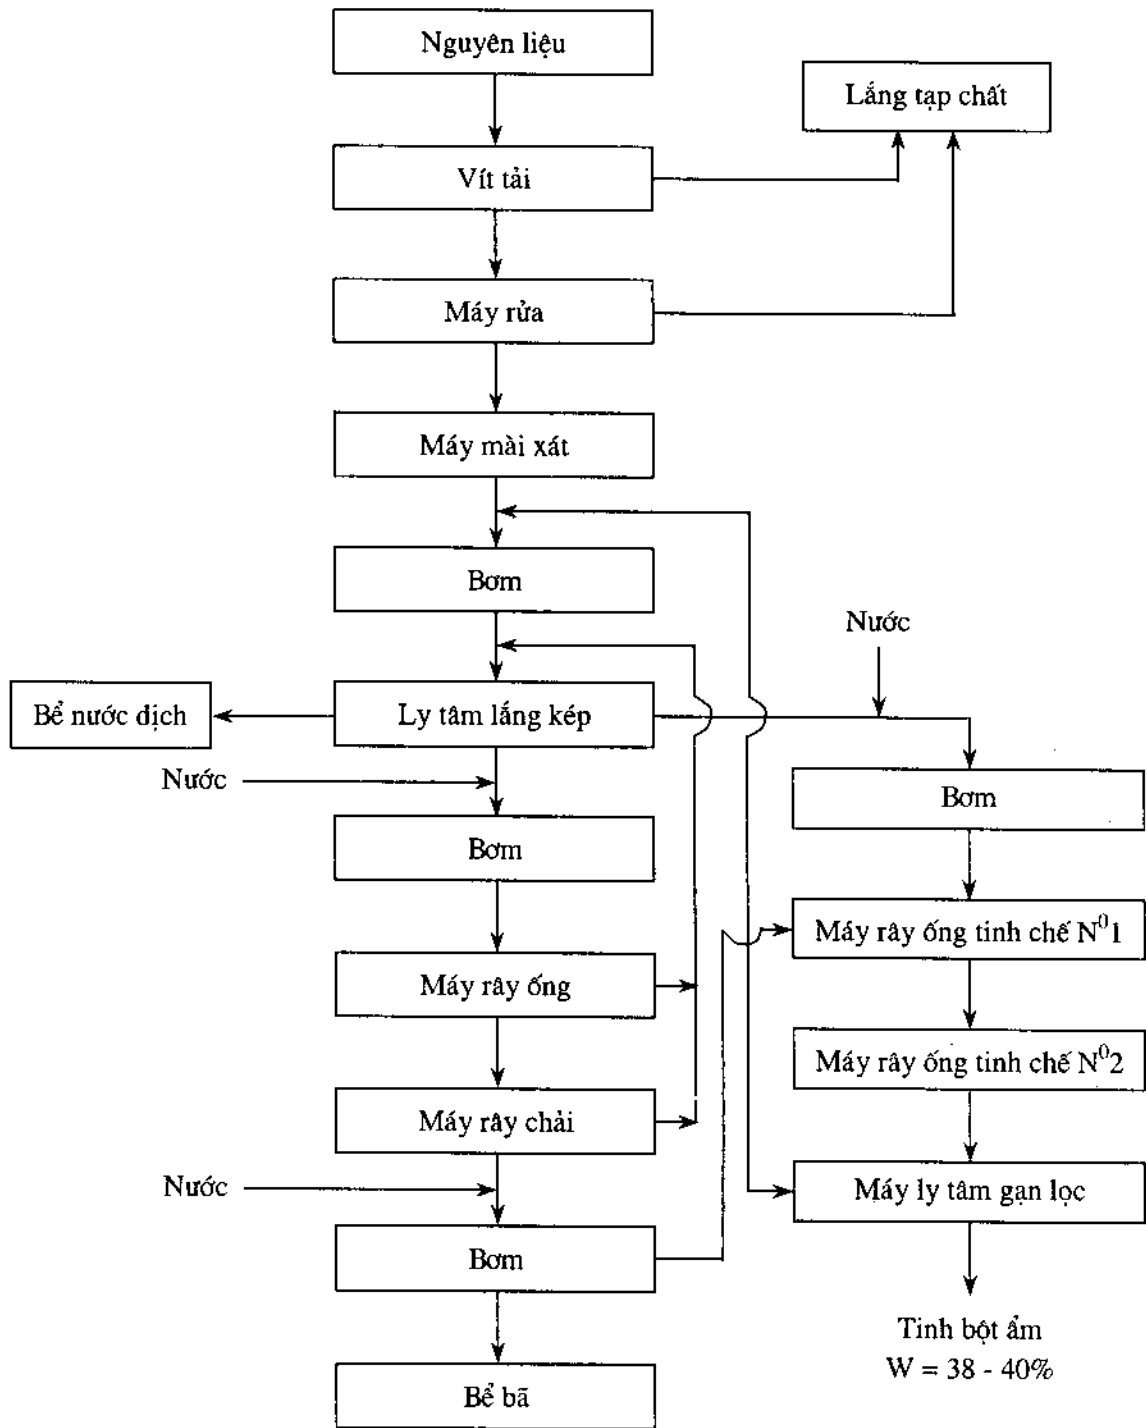 Nguyên liệu
Lắng tạp chất
Vít tải
Máy rửa
Máy mài xát
Bơm
Nước
Bể nước dịch
Ly tâm lắng kép
Nước
Bơm
Bơm
Máy rây ống
Máy rây ống tinh chế N⁰1
Máy rây ống tinh chế N⁰2
Máy rây chải
Nước
Máy ly tâm gạn lọc
Bơm
Tinh bột ẩm
W = 38 - 40%
Bể bã